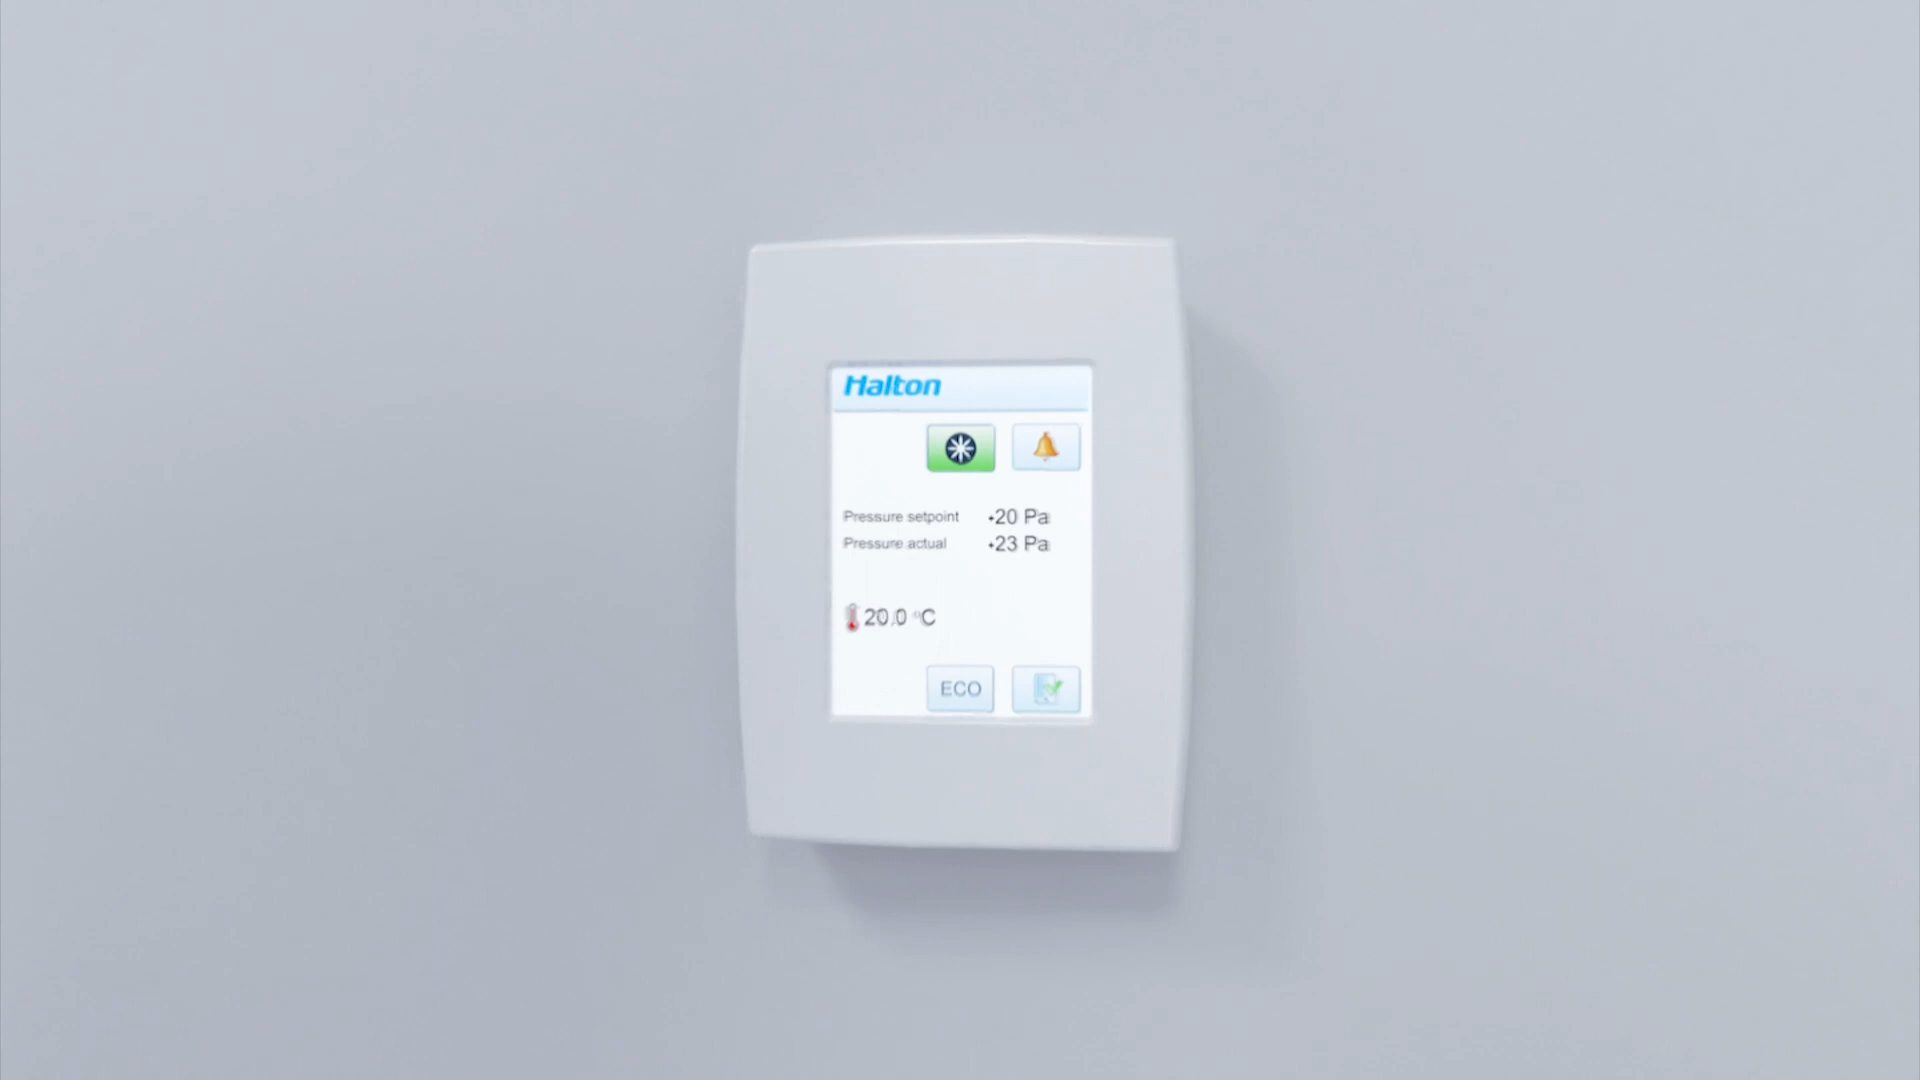 Halton
Pressure setpoint +20 Pa
Pressure actual +23 Pa
20.0 °C
ECO